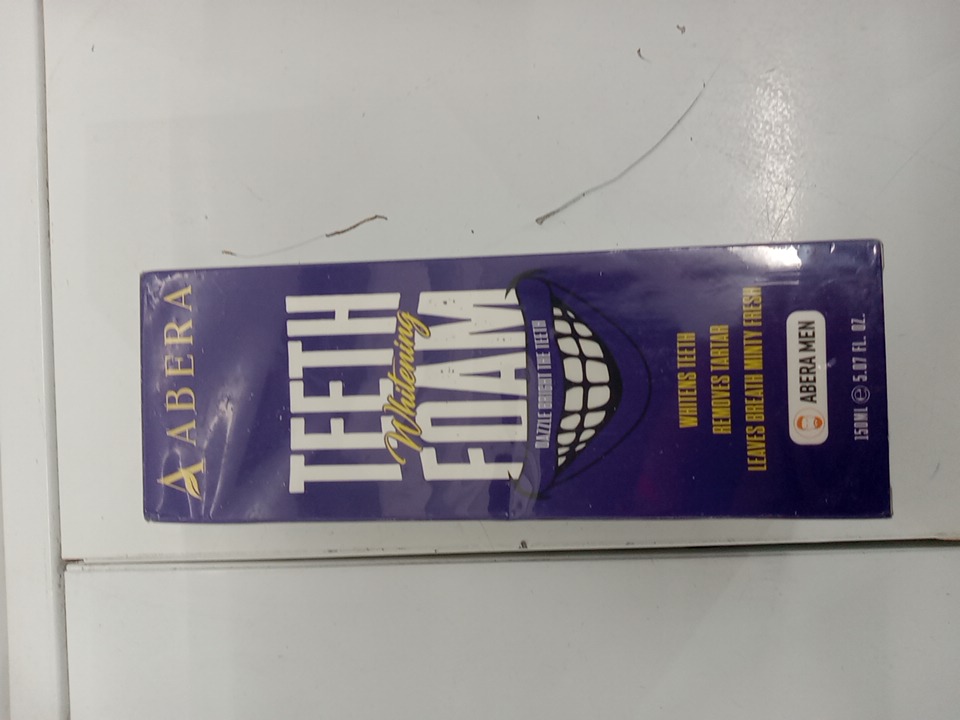 ABERA
TEETH
Whitening
FOAM
DAZZLE BRIGHT THE TEETH
WHITENS TEETH
REMOVES TARTAR
LEAVES BREATH MINTY FRESH
ABERA MEN
150ML ℮ 5.07 FL. OZ.